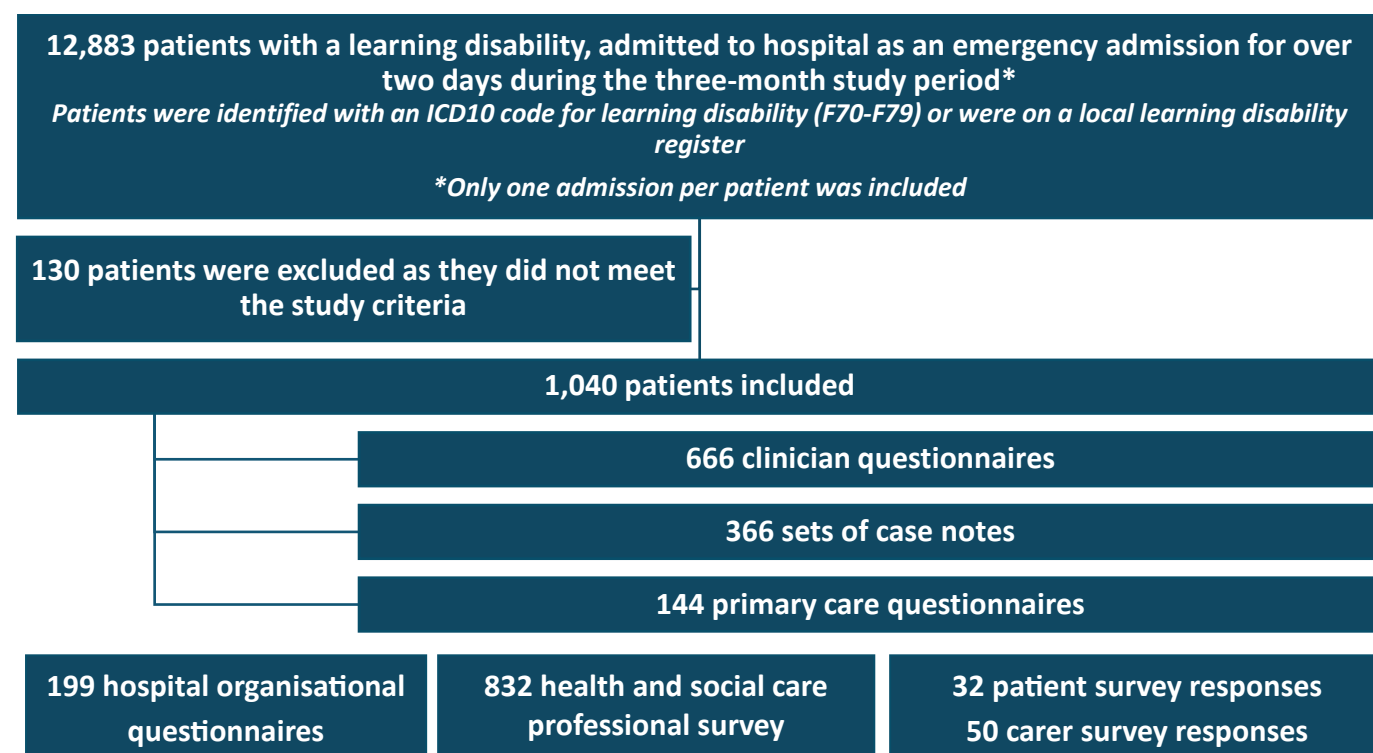 12,883 patients with a learning disability, admitted to hospital as an emergency admission for over
two days during the three-month study period*
Patients were identified with an ICD10 code for learning disability (F70-F79) or were on a local learning disability
register
*Only one admission per patient was included
130 patients were excluded as they did not meet
the study criteria
1,040 patients included
666 clinician questionnaires
366 sets of case notes
144 primary care questionnaires
199 hospital organisational
questionnaires
832 health and social care
professional survey
32 patient survey responses
50 carer survey responses